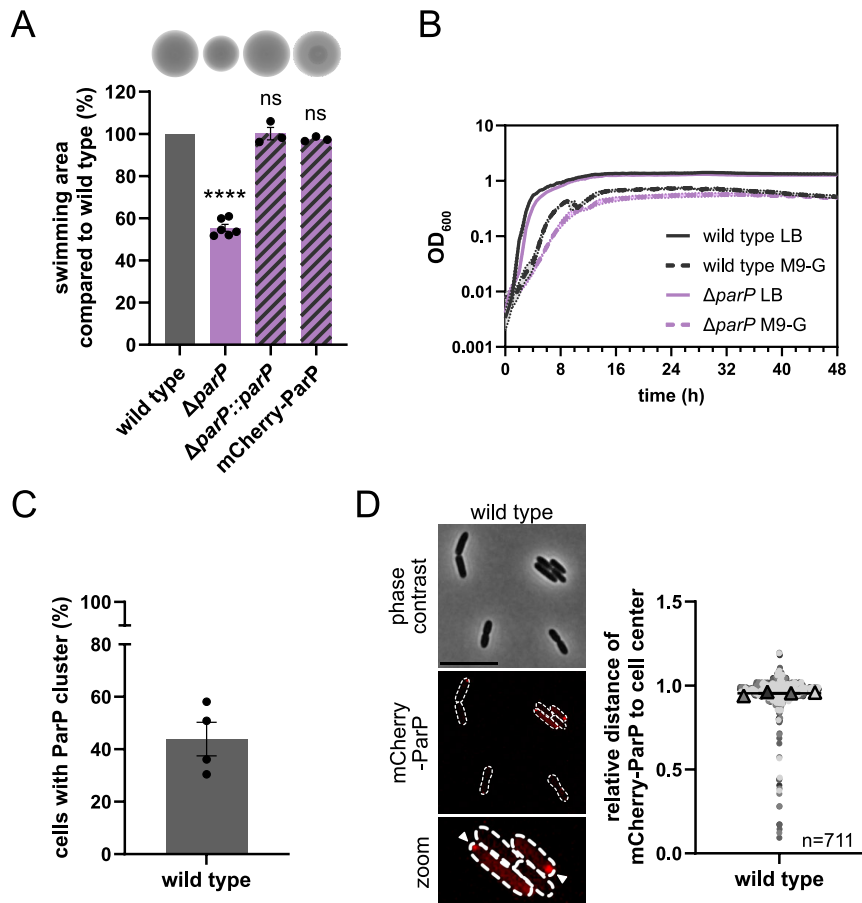 A
swimming area
compared to wild type (%)
120
100
80
60
40
20
0
****
ns
ns
wild type
ΔparP
ΔparP::parP
mCherry-ParP
B
OD600
10
1
0.1
0.01
0.001
wild type LB
wild type M9-G
ΔparP LB
ΔparP M9-G
0
8
16
24
32
40
48
time (h)
C
cells with ParP cluster (%)
100
80
60
40
20
0
wild type
D
wild type
phase
contrast
mCherry
-ParP
zoom
relative distance of
mCherry-ParP to cell center
1.5
1.0
0.5
0.0
n=711
wild type